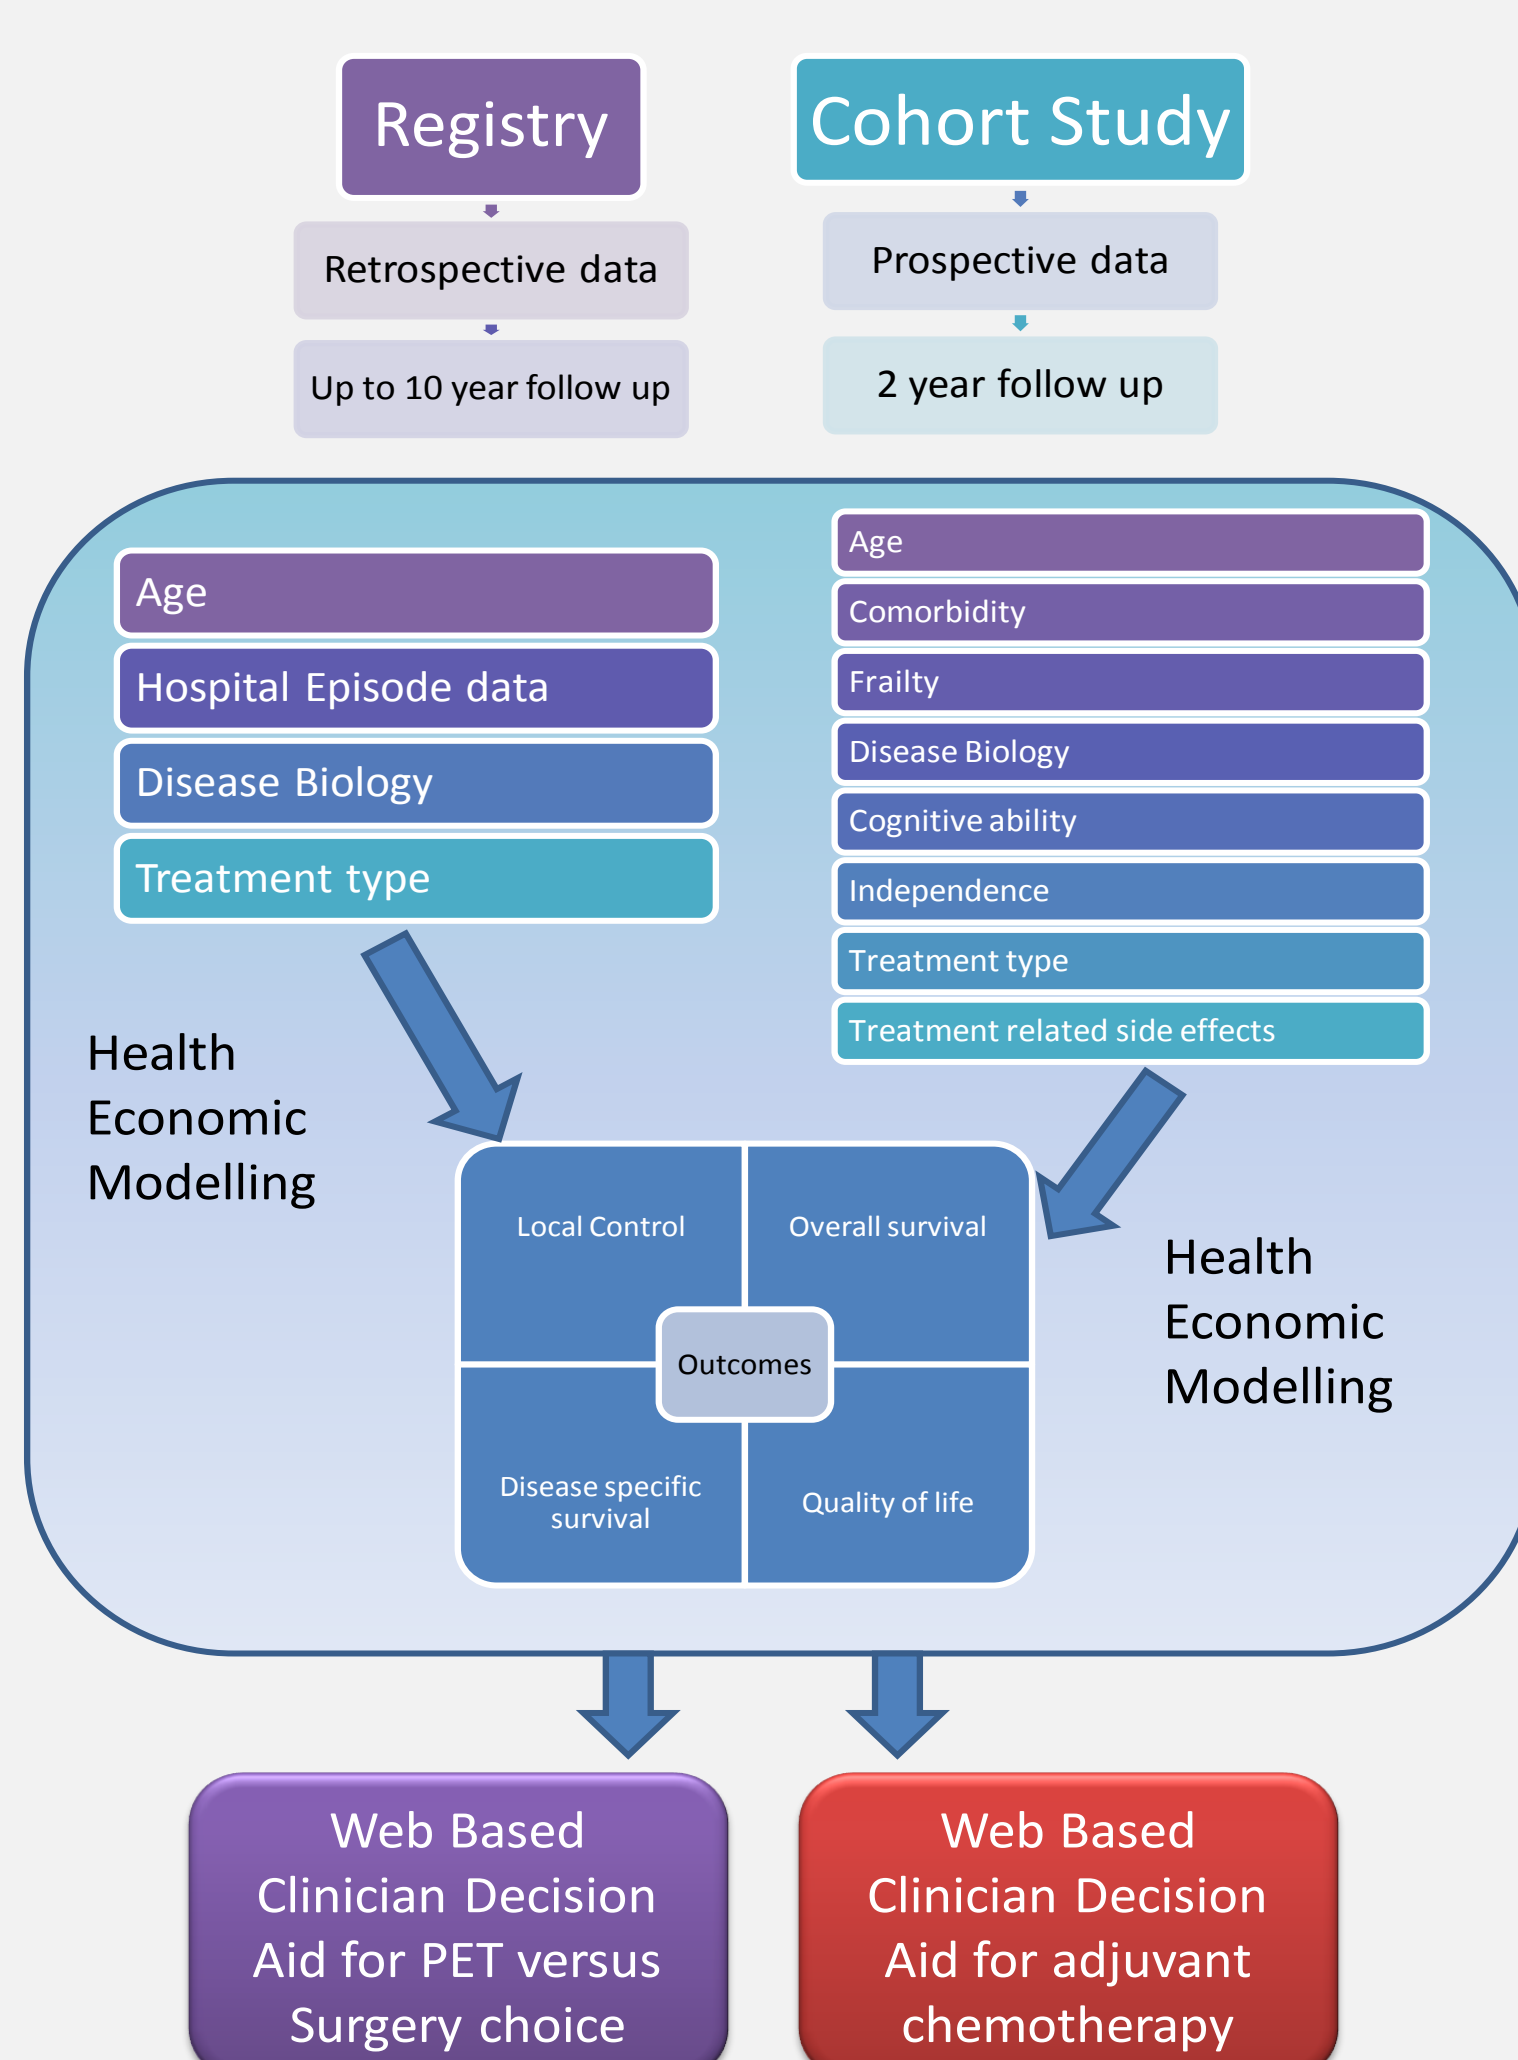 Registry
Cohort Study
Retrospective data
Prospective data
Up to 10 year follow up
2 year follow up
Age
Hospital Episode data
Disease Biology
Treatment type
Age
Comorbidity
Frailty
Disease Biology
Cognitive ability
Independence
Treatment type
Treatment related side effects
Health
Economic
Modelling
Local Control
Overall survival
Outcomes
Disease specific
survival
Quality of life
Health
Economic
Modelling
Web Based
Clinician Decision
Aid for PET versus
Surgery choice
Web Based
Clinician Decision
Aid for adjuvant
chemotherapy